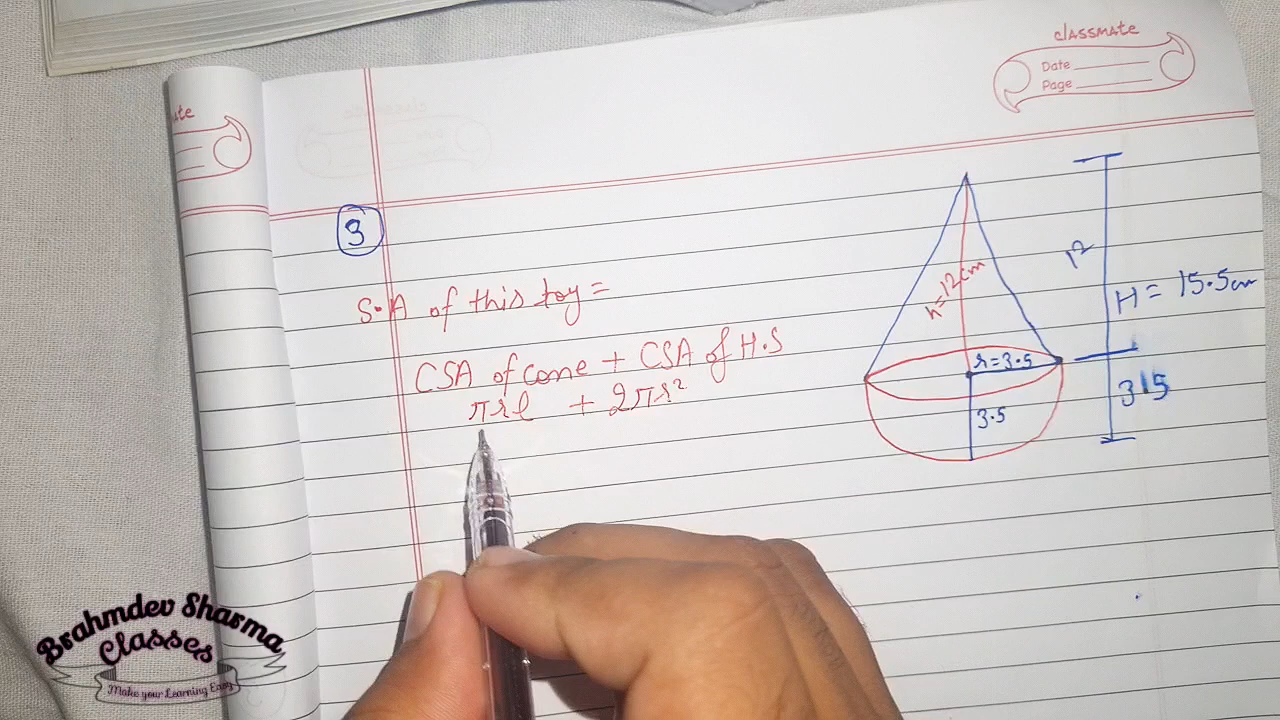 classmate
Date
Page
3
S.A of this toy =
CSA of cone + CSA of H.S
πrl + 2πr²
h=12cm
r=3.5
3.5
12
H = 15.5cm
3.5
Brahmdev Sharma
Classes
Make your Learning Easy